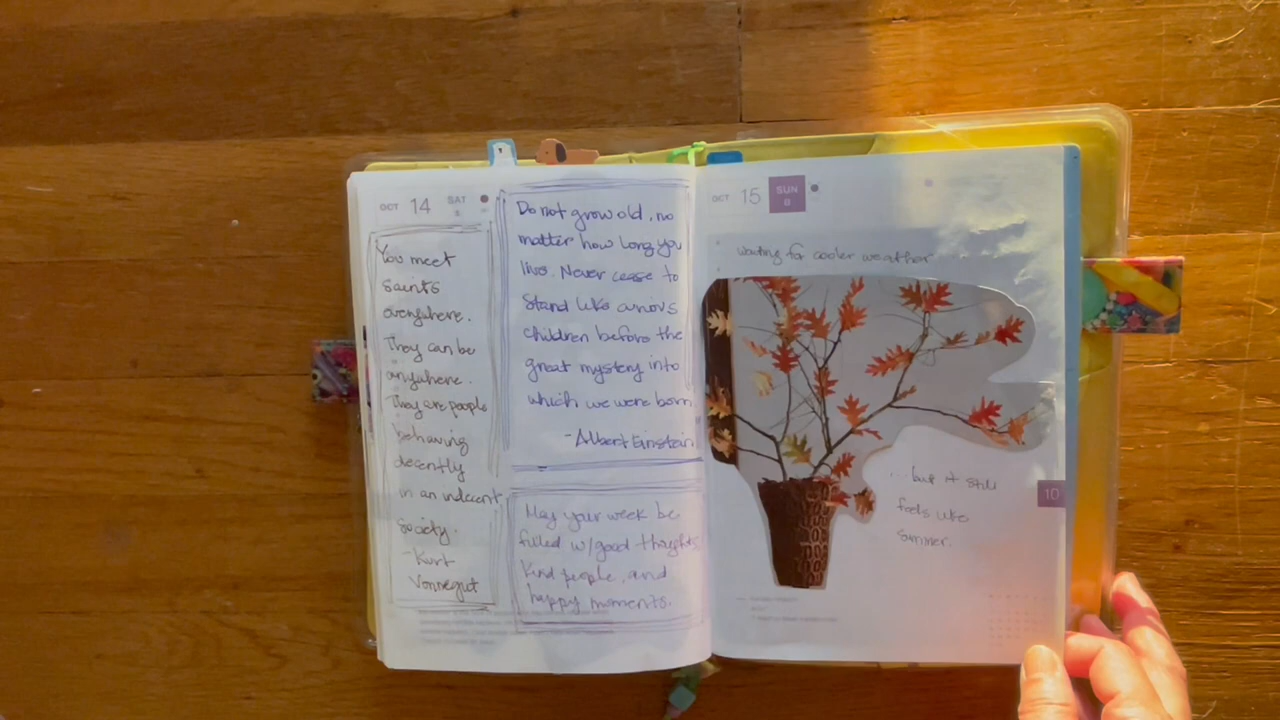 OCT 14 SAT
You meet
Saints
everywhere.
They can be
anywhere.
They are people
behaving
decently
in an indecent
Society.
- Kurt
Vonnegut
Do not grow old, no
matter how long you
live. Never cease to
Stand like curious
children before the
great mystery into
which we were born.
- Albert Einstein
May your week be
filled w/good thoughts,
Kind people, and
happy moments.
OCT 15 SUN
waiting for cooler weather
... but it still
feels like
summer.
10